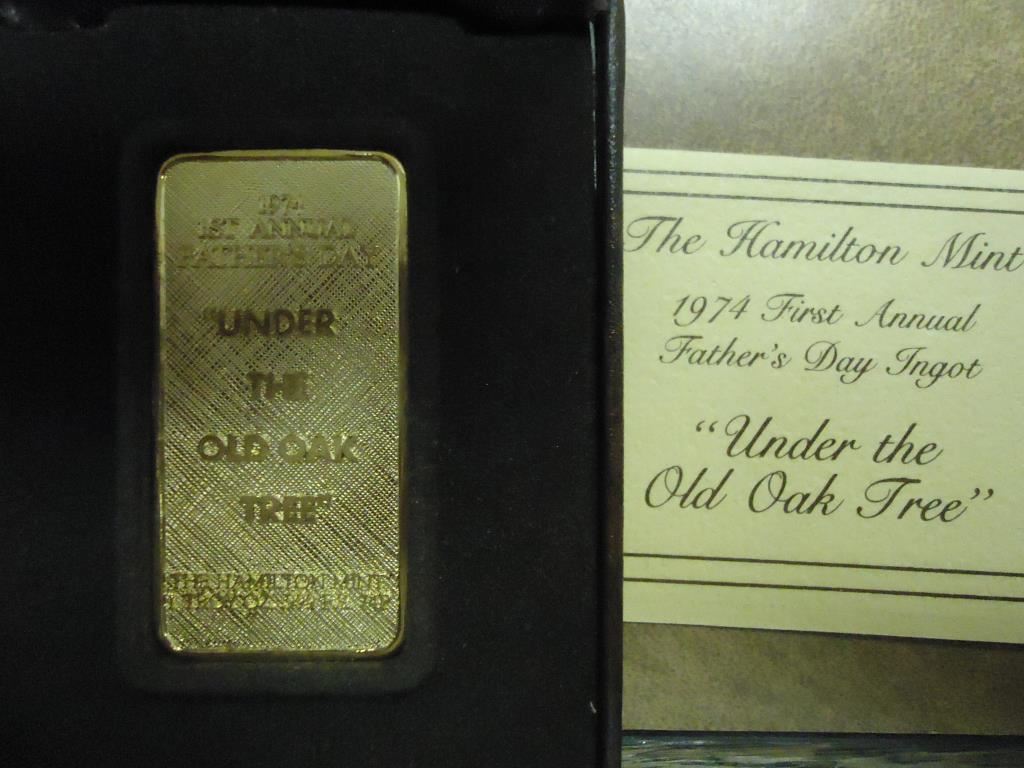 1974
1ST ANNUAL
FATHER'S DAY
"UNDER
THE
OLD OAK
TREE"
THE HAMILTON MINT
The Hamilton Mint
1974 First Annual
Father's Day Ingot
"Under the
Old Oak Tree"